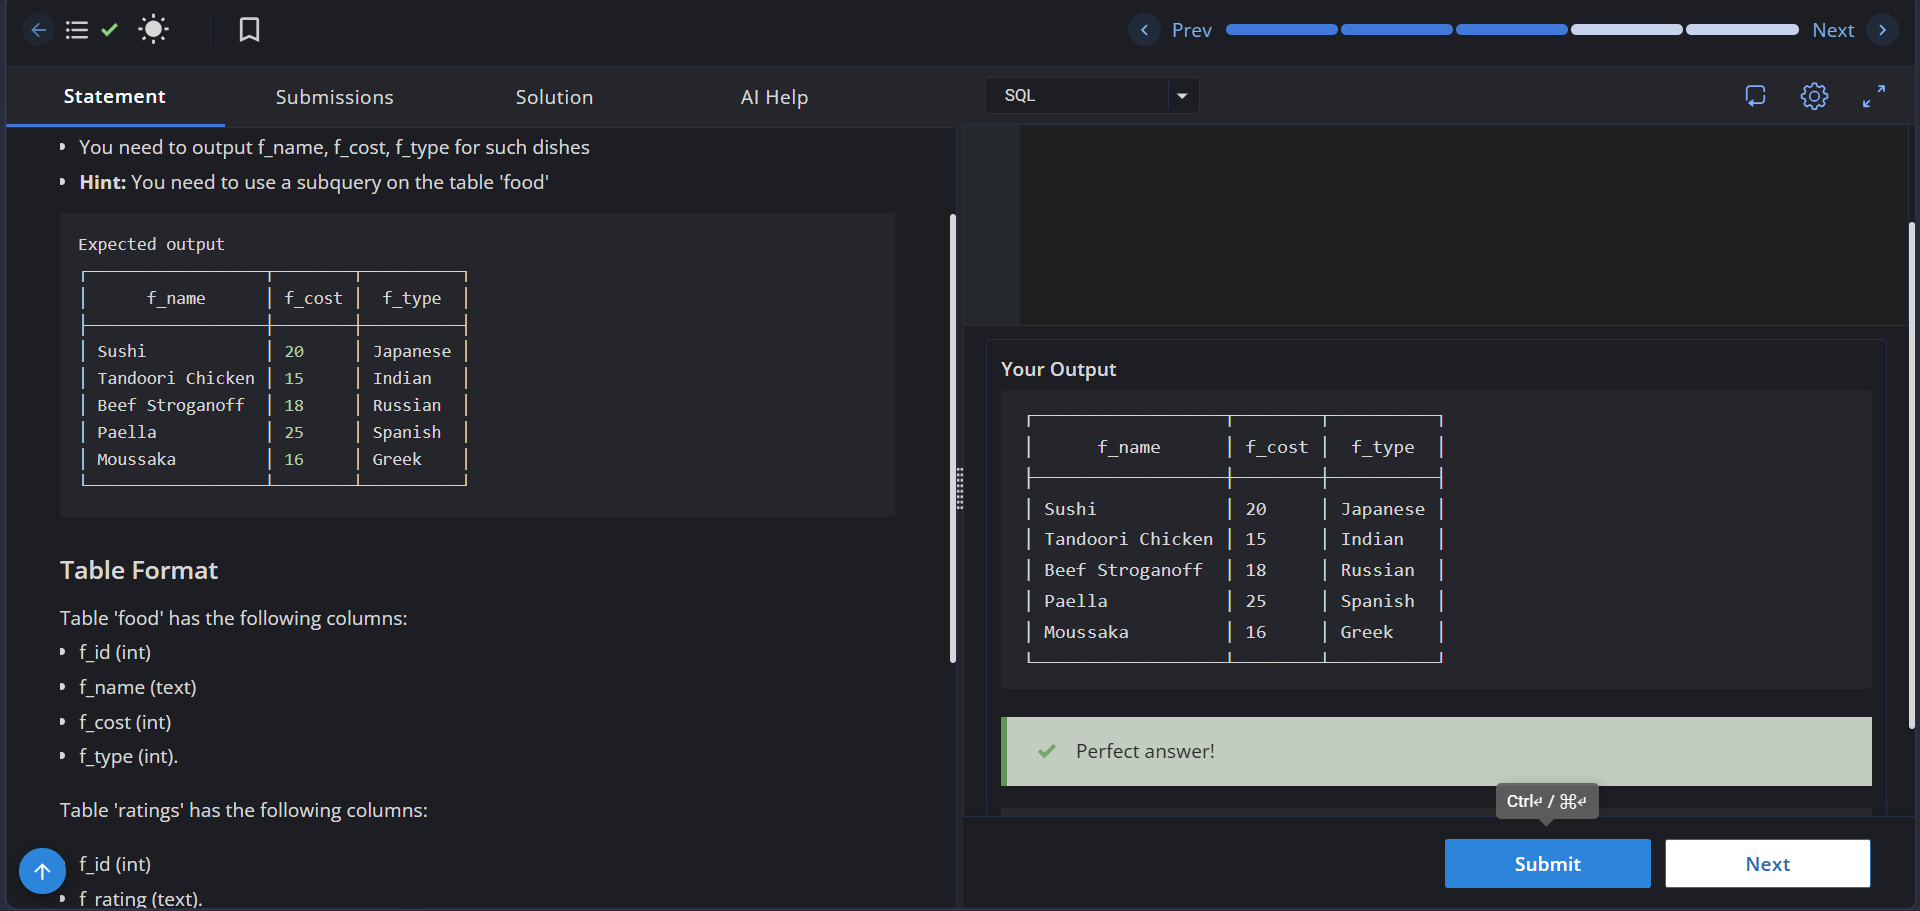 Prev
Next
Statement
Submissions
Solution
AI Help
SQL
You need to output f_name, f_cost, f_type for such dishes
Hint: You need to use a subquery on the table 'food'
Expected output
f_name f_cost f_type
Sushi 20 Japanese
Tandoori Chicken 15 Indian
Beef Stroganoff 18 Russian
Paella 25 Spanish
Moussaka 16 Greek
Table Format
Table 'food' has the following columns:
f_id (int)
f_name (text)
f_cost (int)
f_type (int).
Table 'ratings' has the following columns:
f_id (int)
f_rating (text).
Your Output
f_name f_cost f_type
Sushi 20 Japanese
Tandoori Chicken 15 Indian
Beef Stroganoff 18 Russian
Paella 25 Spanish
Moussaka 16 Greek
Perfect answer!
Ctrl↵ / ⌘↵
Submit
Next